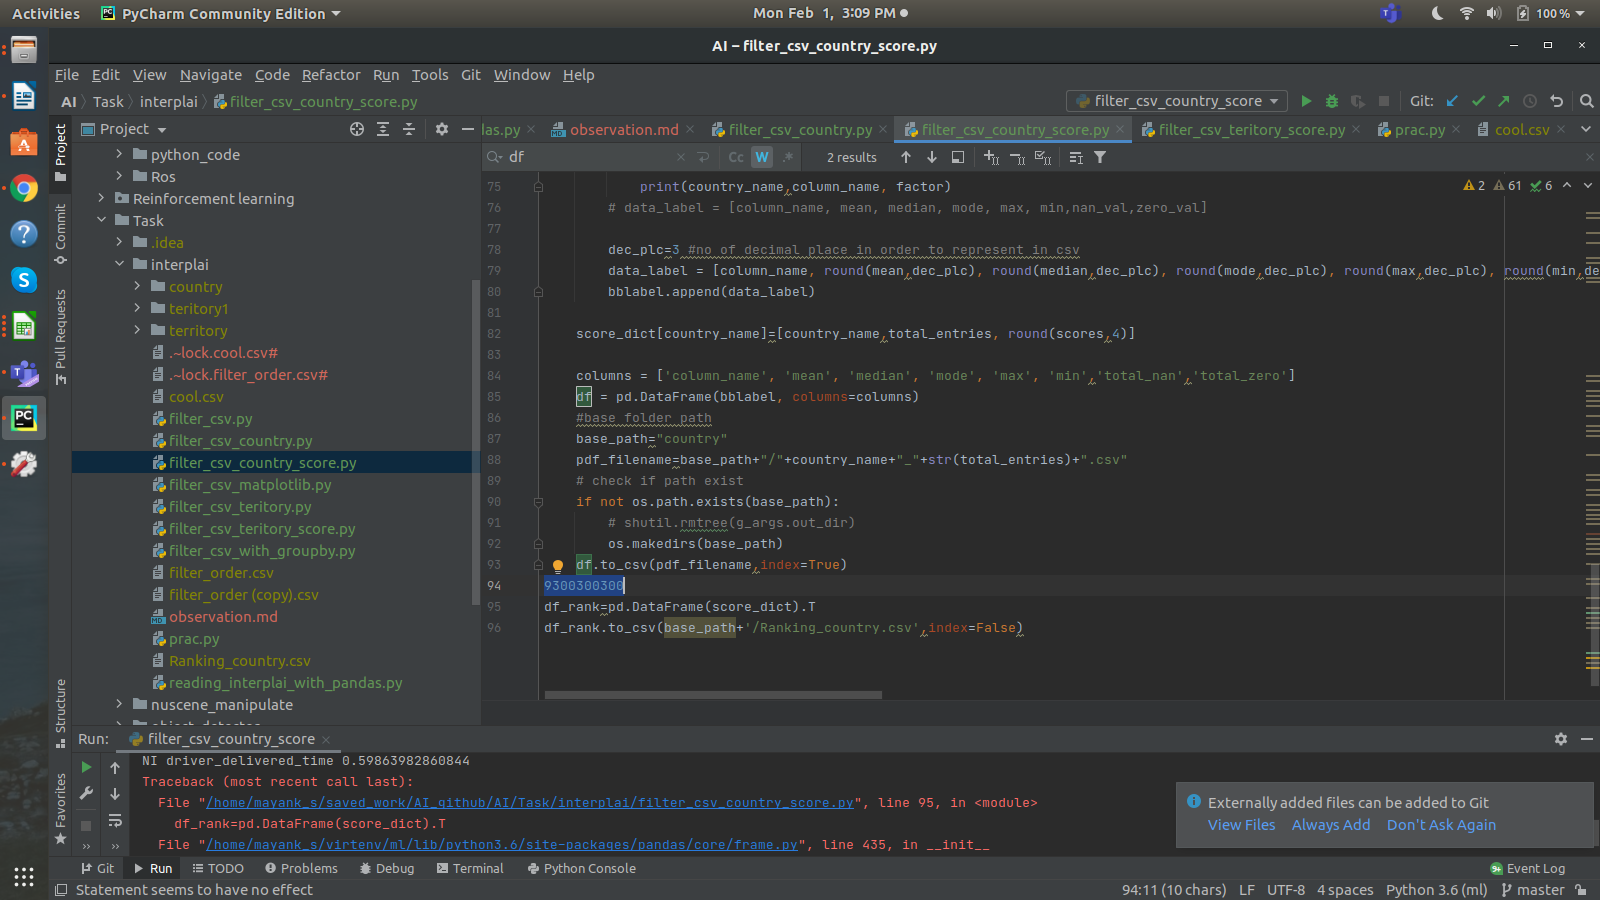 Activities PyCharm Community Edition Mon Feb 1, 3:09 PM 100 %
AI – filter_csv_country_score.py
File Edit View Navigate Code Refactor Run Tools Git Window Help
AI Task interplai filter_csv_country_score.py filter_csv_country_score Git:
Project das.py observation.md filter_csv_country.py filter_csv_country_score.py filter_csv_teritory_score.py prac.py cool.csv
df Cc W .* 2 results
Project
Commit
Pull Requests
Structure
Favorites
python_code
Ros
Reinforcement learning
Task
.idea
interplai
country
teritory1
territory
.~lock.cool.csv#
.~lock.filter_order.csv#
cool.csv
filter_csv.py
filter_csv_country.py
filter_csv_country_score.py
filter_csv_matplotlib.py
filter_csv_teritory.py
filter_csv_teritory_score.py
filter_csv_with_groupby.py
filter_order.csv
filter_order (copy).csv
observation.md
prac.py
Ranking_country.csv
reading_interplai_with_pandas.py
nuscene_manipulate
2 61 6
75 print(country_name,column_name, factor)
76 # data_label = [column_name, mean, median, mode, max, min,nan_val,zero_val]
77
78 dec_plc=3 #no of decimal place in order to represent in csv
79 data_label = [column_name, round(mean,dec_plc), round(median,dec_plc), round(mode,dec_plc), round(max,dec_plc), round(min,de
80 bblabel.append(data_label)
81
82 score_dict[country_name]=[country_name,total_entries, round(scores,4)]
83
84 columns = ['column_name', 'mean', 'median', 'mode', 'max', 'min','total_nan','total_zero']
85 df = pd.DataFrame(bblabel, columns=columns)
86 #base folder path
87 base_path="country"
88 pdf_filename=base_path+"/"+country_name+"_"+str(total_entries)+".csv"
89 # check if path exist
90 if not os.path.exists(base_path):
91 # shutil.rmtree(g_args.out_dir)
92 os.makedirs(base_path)
93 df.to_csv(pdf_filename,index=True)
94 9300300300
95 df_rank=pd.DataFrame(score_dict).T
96 df_rank.to_csv(base_path+'/Ranking_country.csv',index=False)
Run: filter_csv_country_score
NI driver_delivered_time 0.59863982860844
Traceback (most recent call last):
File "/home/mayank_s/saved_work/AI_github/AI/Task/interplai/filter_csv_country_score.py", line 95, in <module>
df_rank=pd.DataFrame(score_dict).T
File "/home/mayank_s/virtenv/ml/lib/python3.6/site-packages/pandas/core/frame.py", line 435, in __init__
Externally added files can be added to Git
View Files Always Add Don't Ask Again
Git Run TODO Problems Debug Terminal Python Console Event Log
Statement seems to have no effect 94:11 (10 chars) LF UTF-8 4 spaces Python 3.6 (ml) master